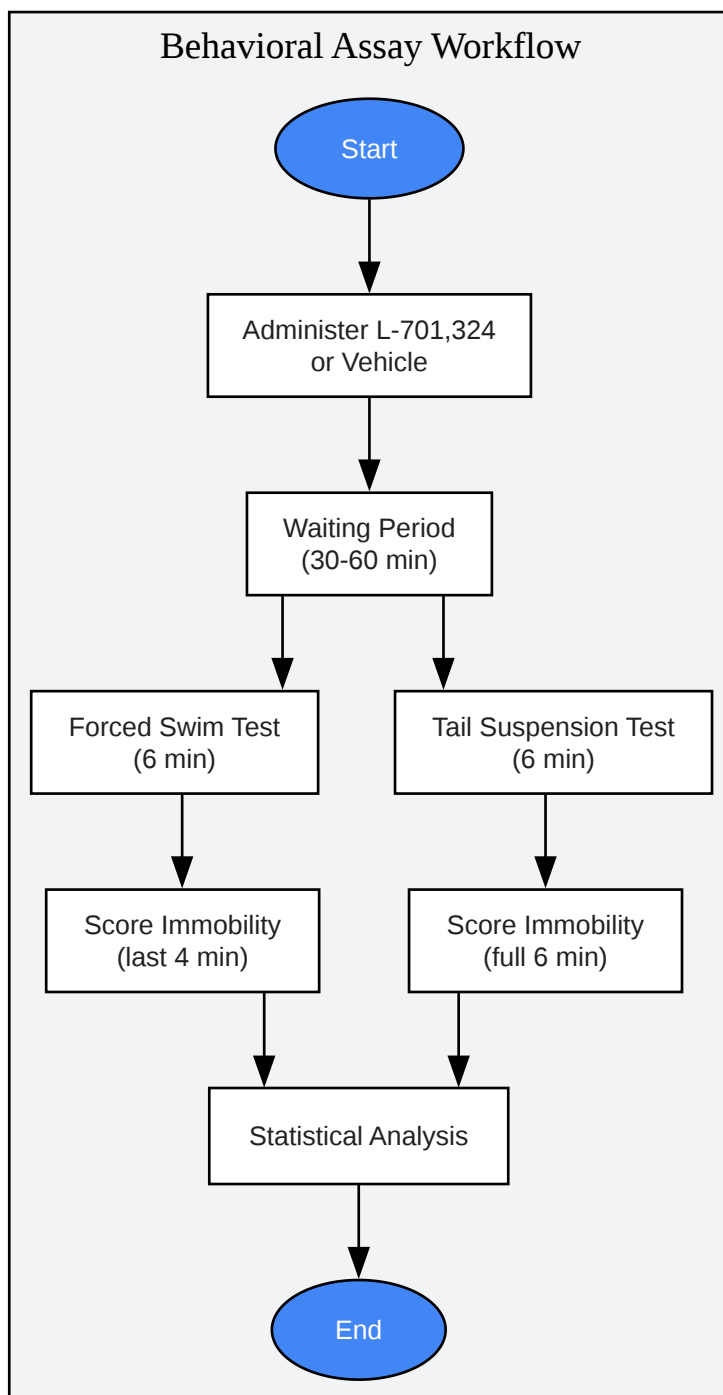 Behavioral Assay Workflow
Start
Administer L-701,324
or Vehicle
Waiting Period
(30-60 min)
Forced Swim Test
(6 min)
Tail Suspension Test
(6 min)
Score Immobility
(last 4 min)
Score Immobility
(full 6 min)
Statistical Analysis
End